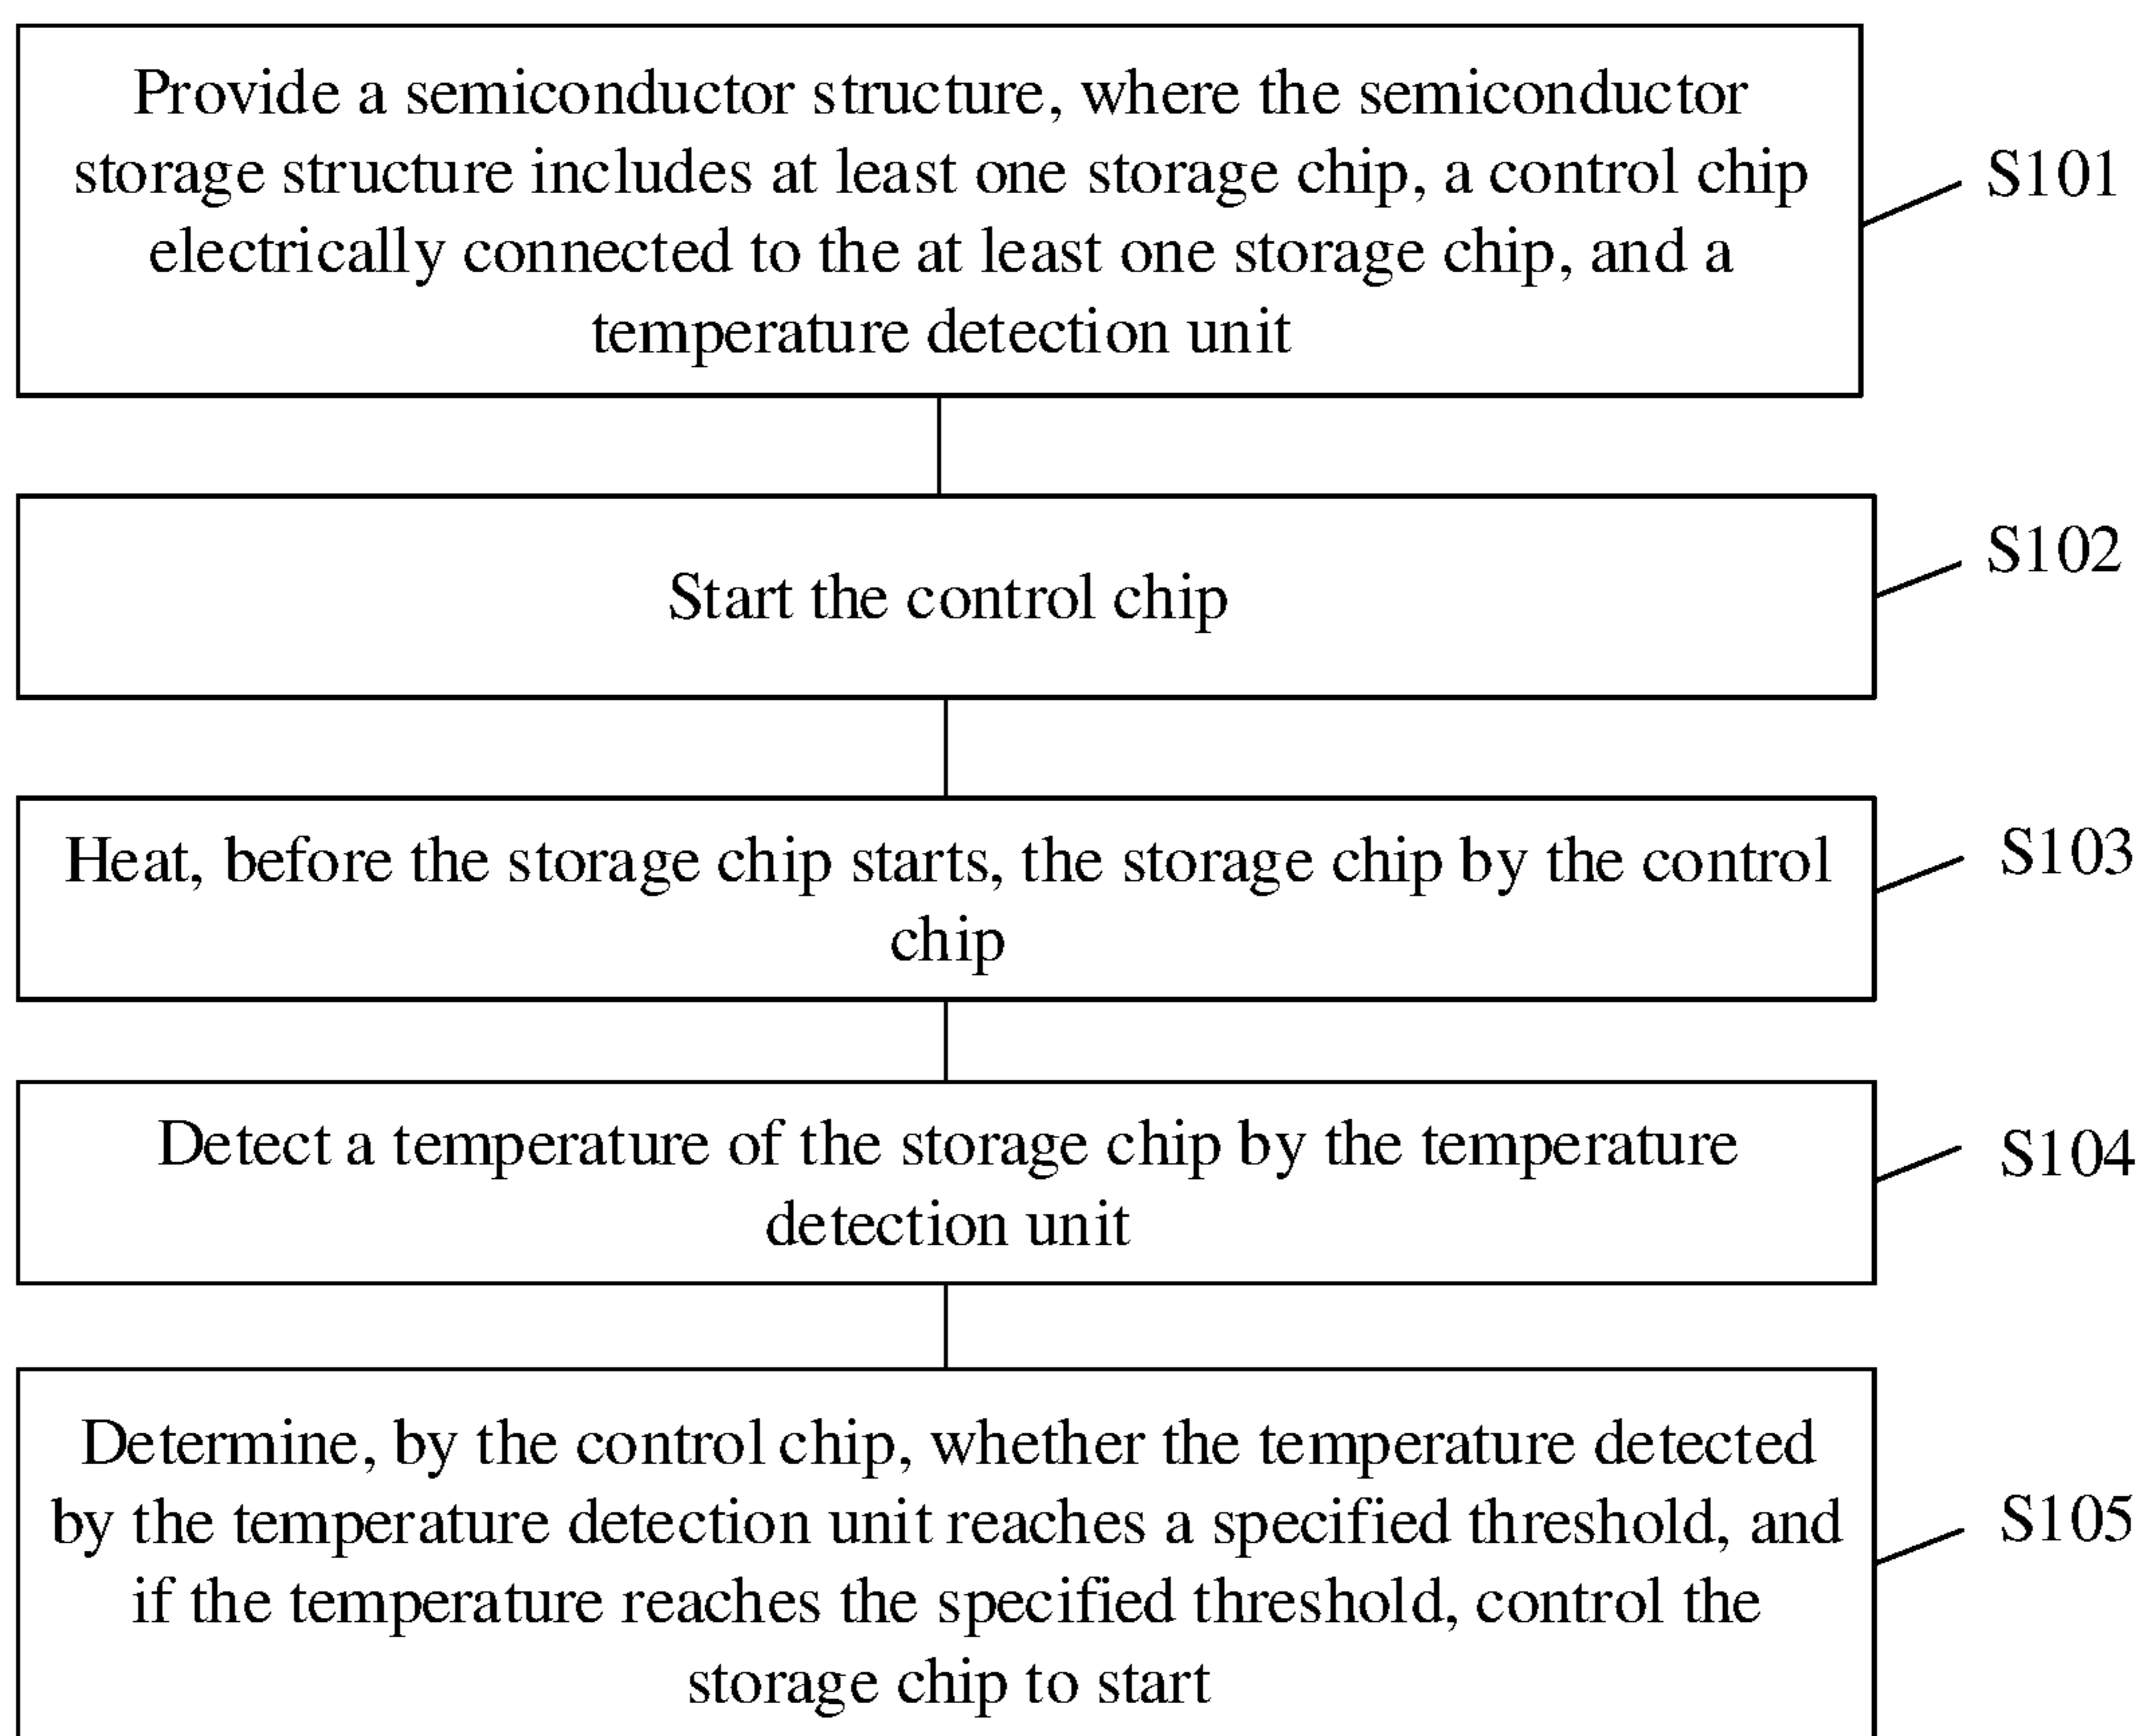 Provide a semiconductor structure, where the semiconductor
storage structure includes at least one storage chip, a control chip
electrically connected to the at least one storage chip, and a
temperature detection unit
S101
Start the control chip
S102
Heat, before the storage chip starts, the storage chip by the control
chip
S103
Detect a temperature of the storage chip by the temperature
detection unit
S104
Determine, by the control chip, whether the temperature detected
by the temperature detection unit reaches a specified threshold, and
if the temperature reaches the specified threshold, control the
storage chip to start
S105